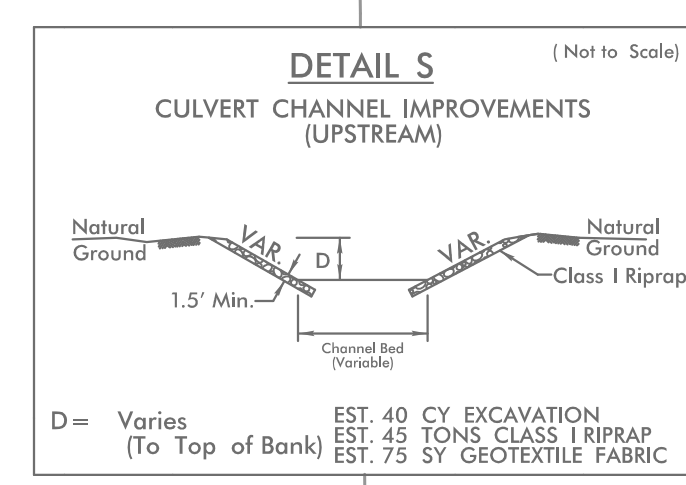 DETAIL S
( Not to Scale)
CULVERT CHANNEL IMPROVEMENTS
(UPSTREAM)
Natural
Ground
VAR.
D
VAR.
Natural
Ground
Class I Riprap
1.5' Min.
Channel Bed
(Variable)
D= Varies
(To Top of Bank)
EST. 40 CY EXCAVATION
EST. 45 TONS CLASS I RIPRAP
EST. 75 SY GEOTEXTILE FABRIC